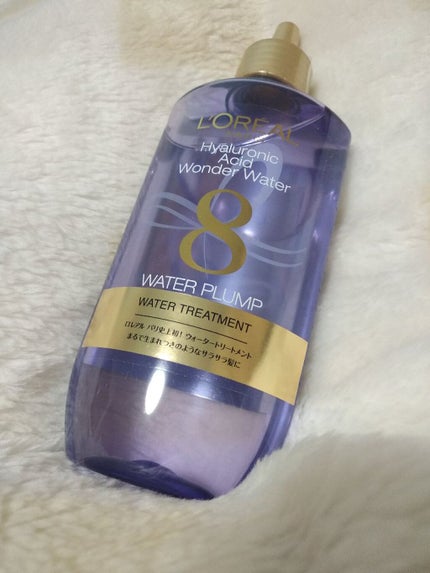 L'ORÉAL
Hyaluronic
Acid
Wonder Water
8
WATER PLUMP
WATER TREATMENT
ロレアル パリ史上初! ウォータートリートメント
まるで生まれつきのようなサラサラ髪に